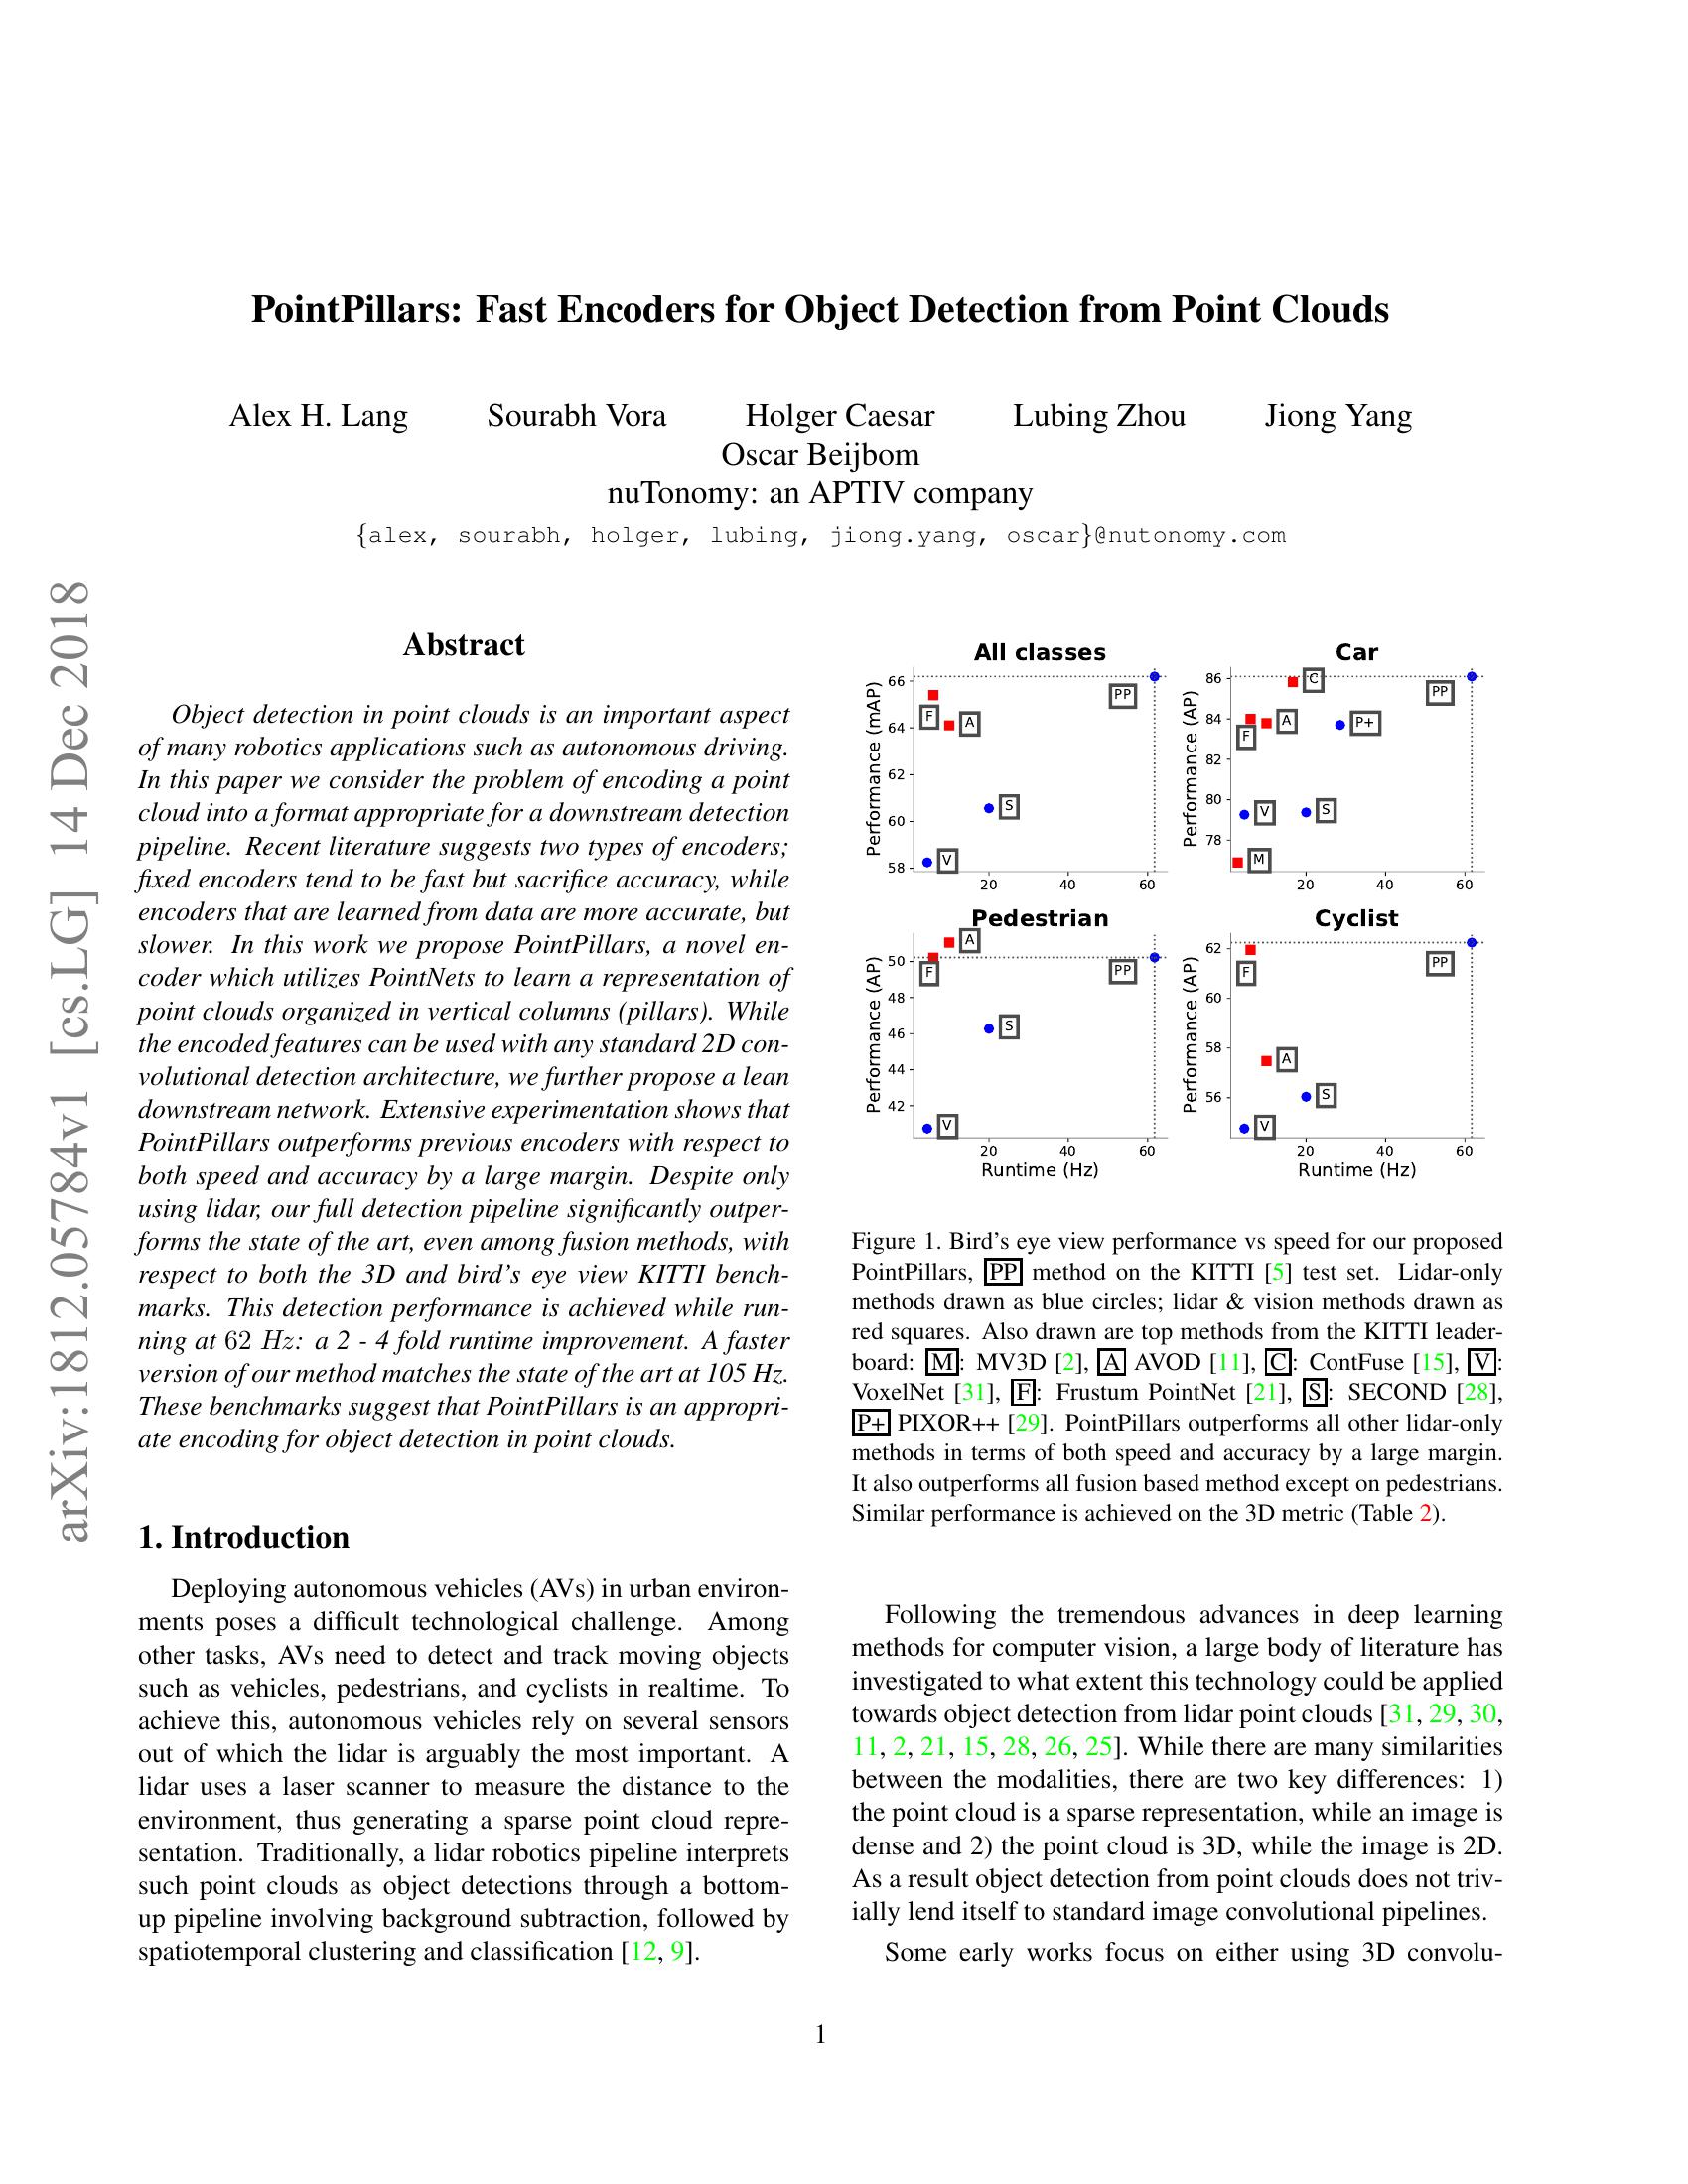 arXiv:1812.05784v1 [cs.LG] 14 Dec 2018
PointPillars: Fast Encoders for Object Detection from Point Clouds
Alex H. Lang Sourabh Vora Holger Caesar Lubing Zhou Jiong Yang
Oscar Beijbom
nuTonomy: an APTIV company
{alex, sourabh, holger, lubing, jiong.yang, oscar}@nutonomy.com
Abstract
Object detection in point clouds is an important aspect
of many robotics applications such as autonomous driving.
In this paper we consider the problem of encoding a point
cloud into a format appropriate for a downstream detection
pipeline. Recent literature suggests two types of encoders;
fixed encoders tend to be fast but sacrifice accuracy, while
encoders that are learned from data are more accurate, but
slower. In this work we propose PointPillars, a novel en-
coder which utilizes PointNets to learn a representation of
point clouds organized in vertical columns (pillars). While
the encoded features can be used with any standard 2D con-
volutional detection architecture, we further propose a lean
downstream network. Extensive experimentation shows that
PointPillars outperforms previous encoders with respect to
both speed and accuracy by a large margin. Despite only
using lidar, our full detection pipeline significantly outper-
forms the state of the art, even among fusion methods, with
respect to both the 3D and bird's eye view KITTI bench-
marks. This detection performance is achieved while run-
ning at 62 Hz: a 2 - 4 fold runtime improvement. A faster
version of our method matches the state of the art at 105 Hz.
These benchmarks suggest that PointPillars is an appropri-
ate encoding for object detection in point clouds.
1. Introduction
Deploying autonomous vehicles (AVs) in urban environ-
ments poses a difficult technological challenge. Among
other tasks, AVs need to detect and track moving objects
such as vehicles, pedestrians, and cyclists in realtime. To
achieve this, autonomous vehicles rely on several sensors
out of which the lidar is arguably the most important. A
lidar uses a laser scanner to measure the distance to the
environment, thus generating a sparse point cloud repre-
sentation. Traditionally, a lidar robotics pipeline interprets
such point clouds as object detections through a bottom-
up pipeline involving background subtraction, followed by
spatiotemporal clustering and classification [12, 9].
All classes
Performance (mAP)
66
64
62
60
58
20 40 60
F
A
S
V
PP
Car
Performance (AP)
86
84
82
80
78
20 40 60
C
PP
A
P+
F
V
S
M
Pedestrian
Performance (AP)
50
48
46
44
42
20 40 60
Runtime (Hz)
A
F
PP
S
V
Cyclist
Performance (AP)
62
60
58
56
20 40 60
Runtime (Hz)
F
PP
A
S
V
Figure 1. Bird's eye view performance vs speed for our proposed
PointPillars, PP method on the KITTI [5] test set. Lidar-only
methods drawn as blue circles; lidar & vision methods drawn as
red squares. Also drawn are top methods from the KITTI leader-
board: M: MV3D [2], A AVOD [11], C: ContFuse [15], V:
VoxelNet [31], F: Frustum PointNet [21], S: SECOND [28],
P+ PIXOR++ [29]. PointPillars outperforms all other lidar-only
methods in terms of both speed and accuracy by a large margin.
It also outperforms all fusion based method except on pedestrians.
Similar performance is achieved on the 3D metric (Table 2).
Following the tremendous advances in deep learning
methods for computer vision, a large body of literature has
investigated to what extent this technology could be applied
towards object detection from lidar point clouds [31, 29, 30,
11, 2, 21, 15, 28, 26, 25]. While there are many similarities
between the modalities, there are two key differences: 1)
the point cloud is a sparse representation, while an image is
dense and 2) the point cloud is 3D, while the image is 2D.
As a result object detection from point clouds does not triv-
ially lend itself to standard image convolutional pipelines.
Some early works focus on either using 3D convolu-
1